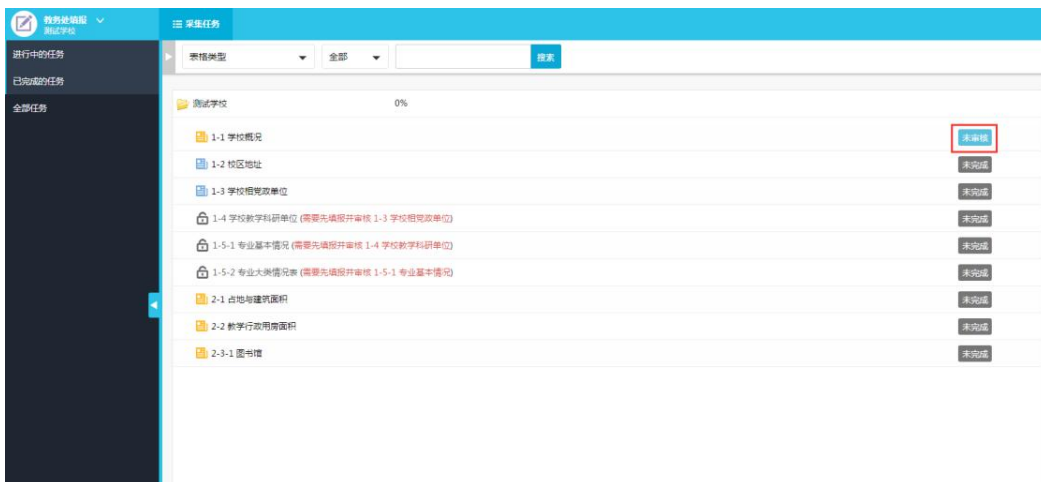 教务处填报
测试学校
采集任务
进行中的任务
已完成的任务
全部任务
表格类型 全部 搜索
测试学校 0%
1-1 学校概况 未审核
1-2 校区地址 未完成
1-3 学校相党政单位 未完成
1-4 学校教学科研单位 (需要先填报并审核 1-3 学校相党政单位) 未完成
1-5-1 专业基本情况 (需要先填报并审核 1-4 学校教学科研单位) 未完成
1-5-2 专业大类情况表 (需要先填报并审核 1-5-1 专业基本情况) 未完成
2-1 占地与建筑面积 未完成
2-2 教学行政用房面积 未完成
2-3-1 图书馆 未完成